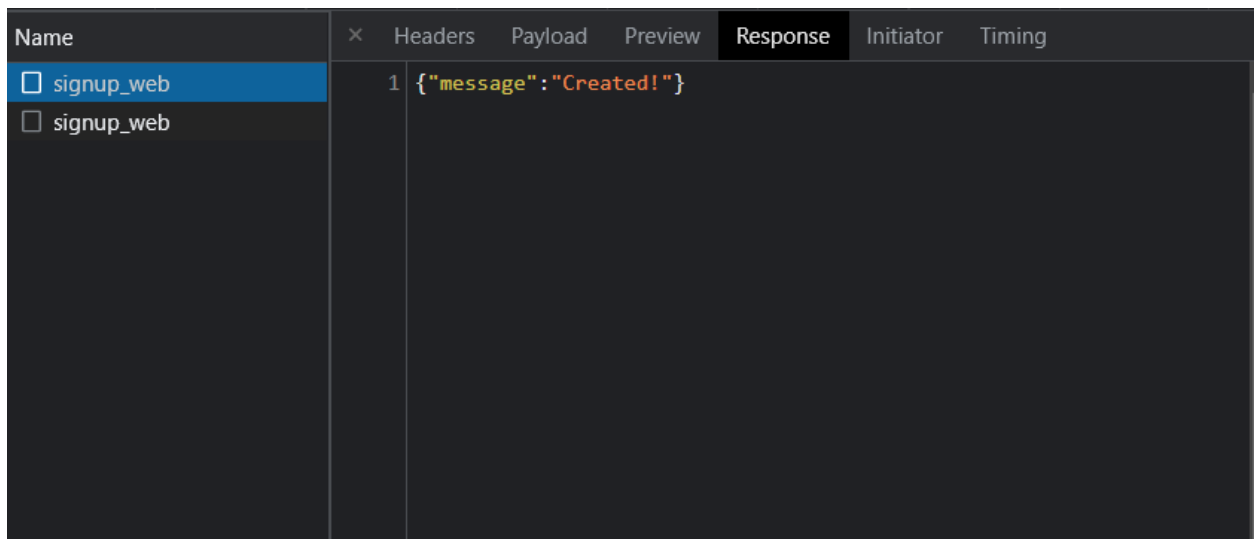 Name
× Headers Payload Preview Response Initiator Timing
signup_web
signup_web
1 {"message":"Created!"}